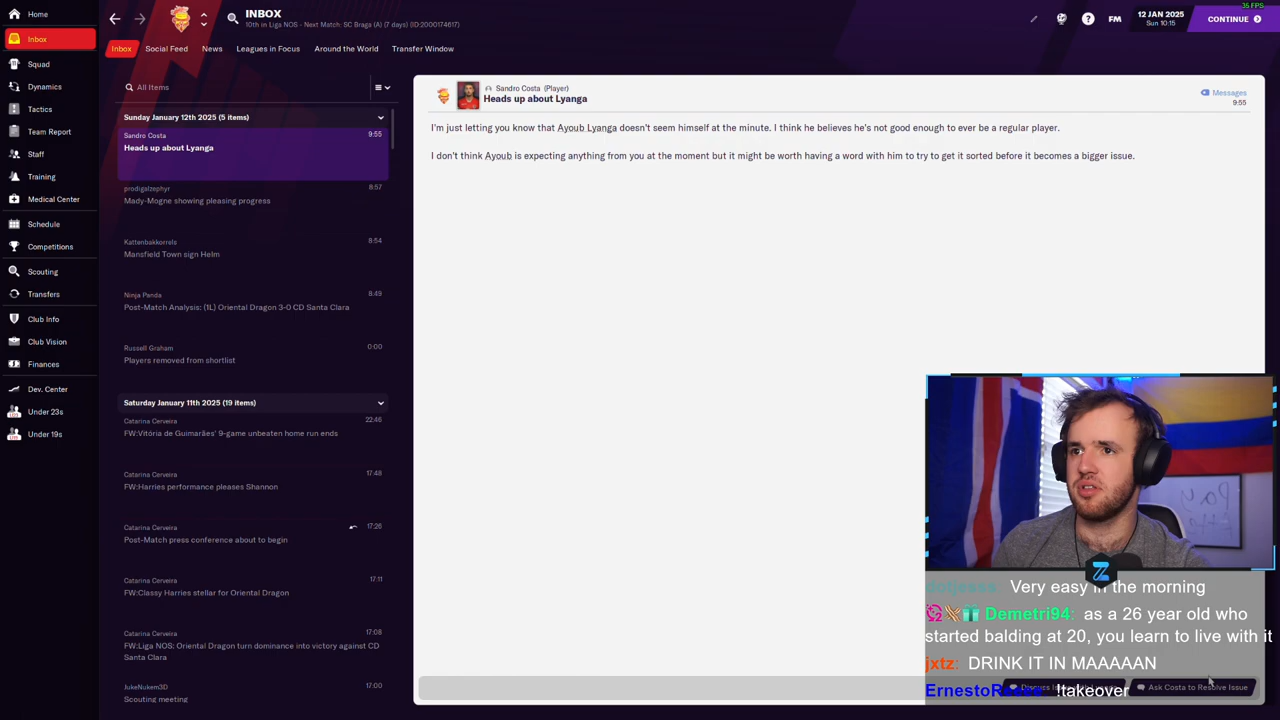 35 FPS
Home
INBOX
10th in Liga NOS - Next Match: SC Braga (A) (7 days) (ID:2000174617)
FM
12 JAN 2025
Sun 10:15
CONTINUE
Inbox
Squad
Dynamics
Tactics
Team Report
Staff
Training
Medical Center
Schedule
Competitions
Scouting
Transfers
Club Info
Club Vision
Finances
Dev. Center
Under 23s
Under 19s
Inbox
Social Feed
News
Leagues in Focus
Around the World
Transfer Window
All Items
Sunday January 12th 2025 (5 items)
Sandro Costa 9:55
Heads up about Lyanga
prodigalzephyr 8:57
Mady-Mogne showing pleasing progress
Kattenbakkorrels 8:54
Mansfield Town sign Helm
Ninja Panda 8:49
Post-Match Analysis: (1L) Oriental Dragon 3-0 CD Santa Clara
Russell Graham 0:00
Players removed from shortlist
Saturday January 11th 2025 (19 items)
Catarina Cerveira 22:46
FW:Vitória de Guimarães' 9-game unbeaten home run ends
Catarina Cerveira 17:48
FW:Harries performance pleases Shannon
Catarina Cerveira 17:26
Post-Match press conference about to begin
Catarina Cerveira 17:11
FW:Classy Harries stellar for Oriental Dragon
Catarina Cerveira 17:08
FW:Liga NOS: Oriental Dragon turn dominance into victory against CD
Santa Clara
JukeNukem3D 17:00
Scouting meeting
Sandro Costa (Player)
Heads up about Lyanga
Messages
9:55
I'm just letting you know that Ayoub Lyanga doesn't seem himself at the minute. I think he believes he's not good enough to ever be a regular player.
I don't think Ayoub is expecting anything from you at the moment but it might be worth having a word with him to try to get it sorted before it becomes a bigger issue.
Very easy in the morning
Demetri94: as a 26 year old who
started balding at 20, you learn to live with it
jxtz: DRINK IT IN MAAAAAN
!takeover
Ask Costa to Resolve Issue